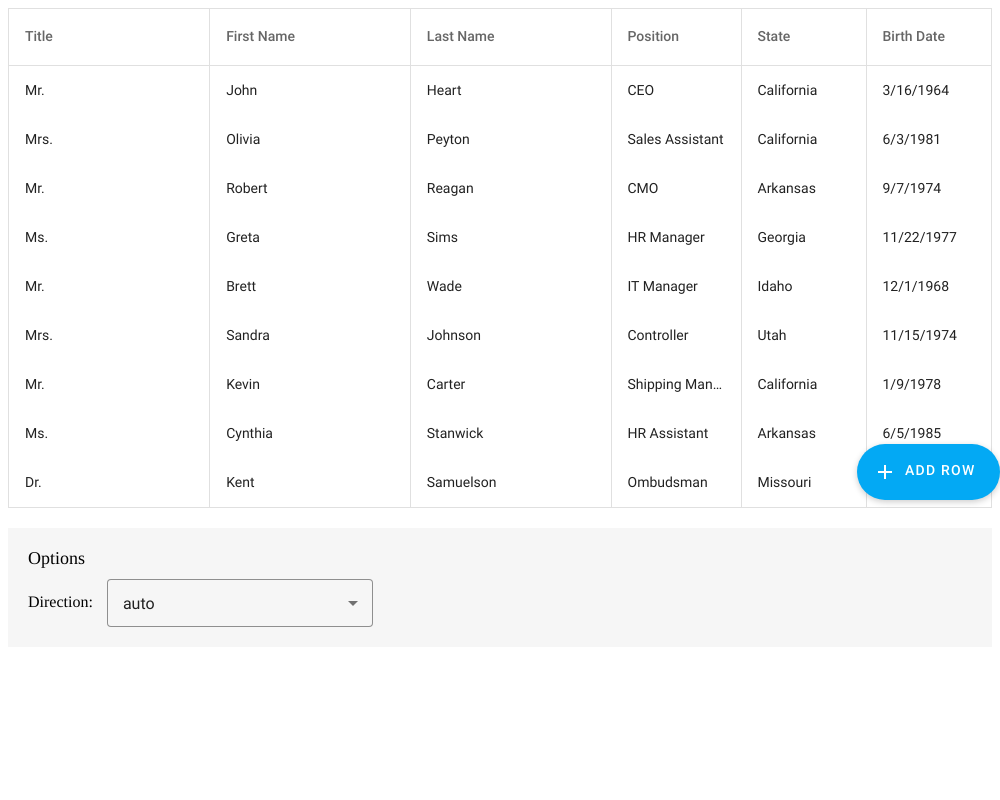 Title First Name Last Name Position State Birth Date
Mr. John Heart CEO California 3/16/1964
Mrs. Olivia Peyton Sales Assistant California 6/3/1981
Mr. Robert Reagan CMO Arkansas 9/7/1974
Ms. Greta Sims HR Manager Georgia 11/22/1977
Mr. Brett Wade IT Manager Idaho 12/1/1968
Mrs. Sandra Johnson Controller Utah 11/15/1974
Mr. Kevin Carter Shipping Man... California 1/9/1978
Ms. Cynthia Stanwick HR Assistant Arkansas 6/5/1985
Dr. Kent Samuelson Ombudsman Missouri
ADD ROW
Options
Direction: auto